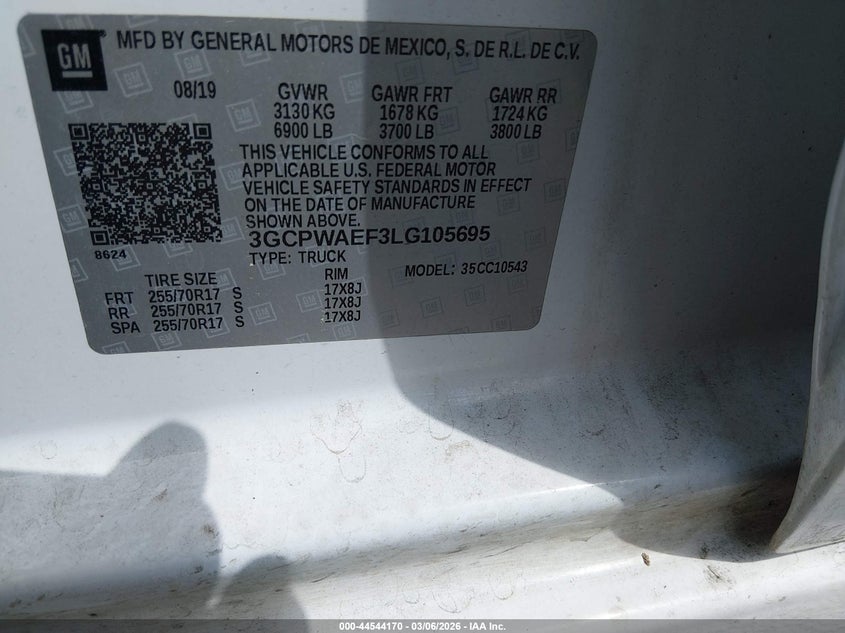 GM
MFD BY GENERAL MOTORS DE MEXICO, S. DE R.L. DE C.V.
08/19 GVWR GAWR FRT GAWR RR
3130 KG 1678 KG 1724 KG
6900 LB 3700 LB 3800 LB
THIS VEHICLE CONFORMS TO ALL
APPLICABLE U.S. FEDERAL MOTOR
VEHICLE SAFETY STANDARDS IN EFFECT
ON THE DATE OF MANUFACTURE
SHOWN ABOVE.
3GCPWAEF3LG105695
8624
TYPE: TRUCK MODEL: 35CC10543
TIRE SIZE RIM
FRT 255/70R17 S 17X8J
RR 255/70R17 S 17X8J
SPA 255/70R17 S 17X8J
000-44544170 — 03/06/2026 — IAA Inc.